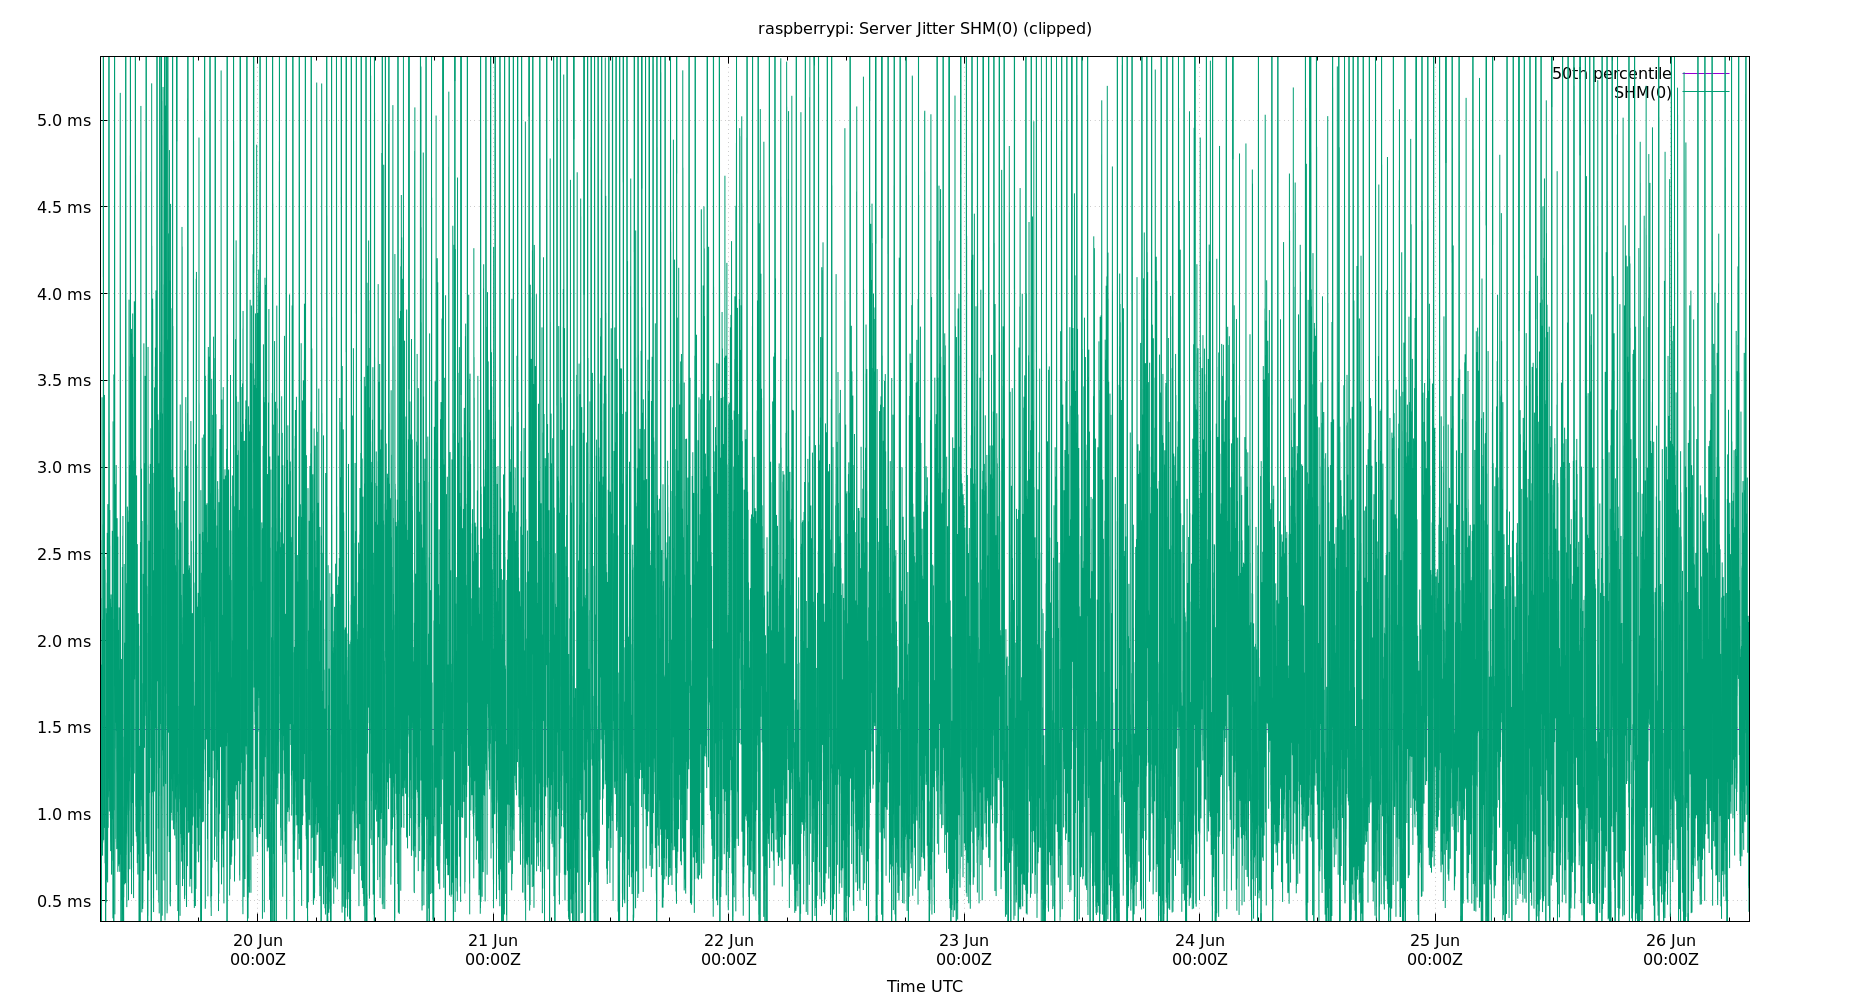 raspberrypi: Server Jitter SHM(0) (clipped)
50th percentile
SHM(0)
5.0 ms
4.5 ms
4.0 ms
3.5 ms
3.0 ms
2.5 ms
2.0 ms
1.5 ms
1.0 ms
0.5 ms
20 Jun 21 Jun 22 Jun 23 Jun 24 Jun 25 Jun 26 Jun
00:00Z 00:00Z 00:00Z 00:00Z 00:00Z 00:00Z 00:00Z
Time UTC